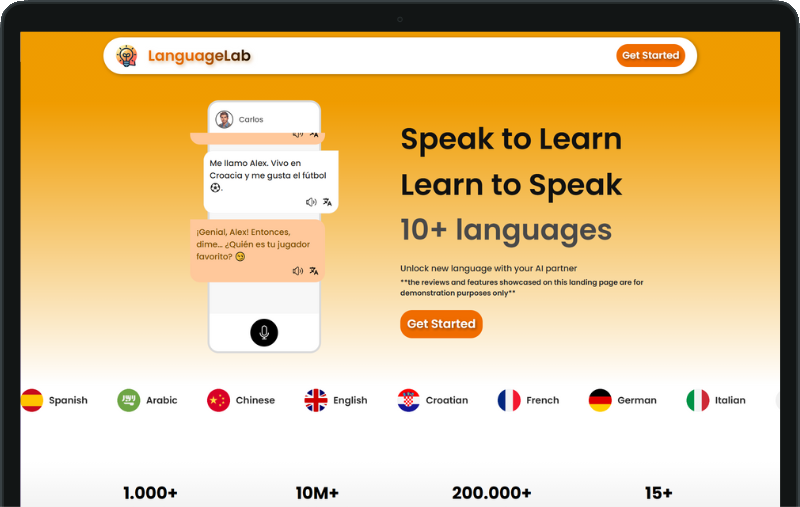 LanguageLab
Get Started
Carlos
Me llamo Alex. Vivo en
Croacia y me gusta el fútbol
⚽.
¡Genial, Alex! Entonces,
dime... ¿Quién es tu jugador
favorito? 😊
Speak to Learn
Learn to Speak
10+ languages
Unlock new language with your AI partner
**the reviews and features showcased on this landing page are for
demonstration purposes only**
Get Started
Spanish
Arabic
Chinese
English
Croatian
French
German
Italian
1.000+
10M+
200.000+
15+